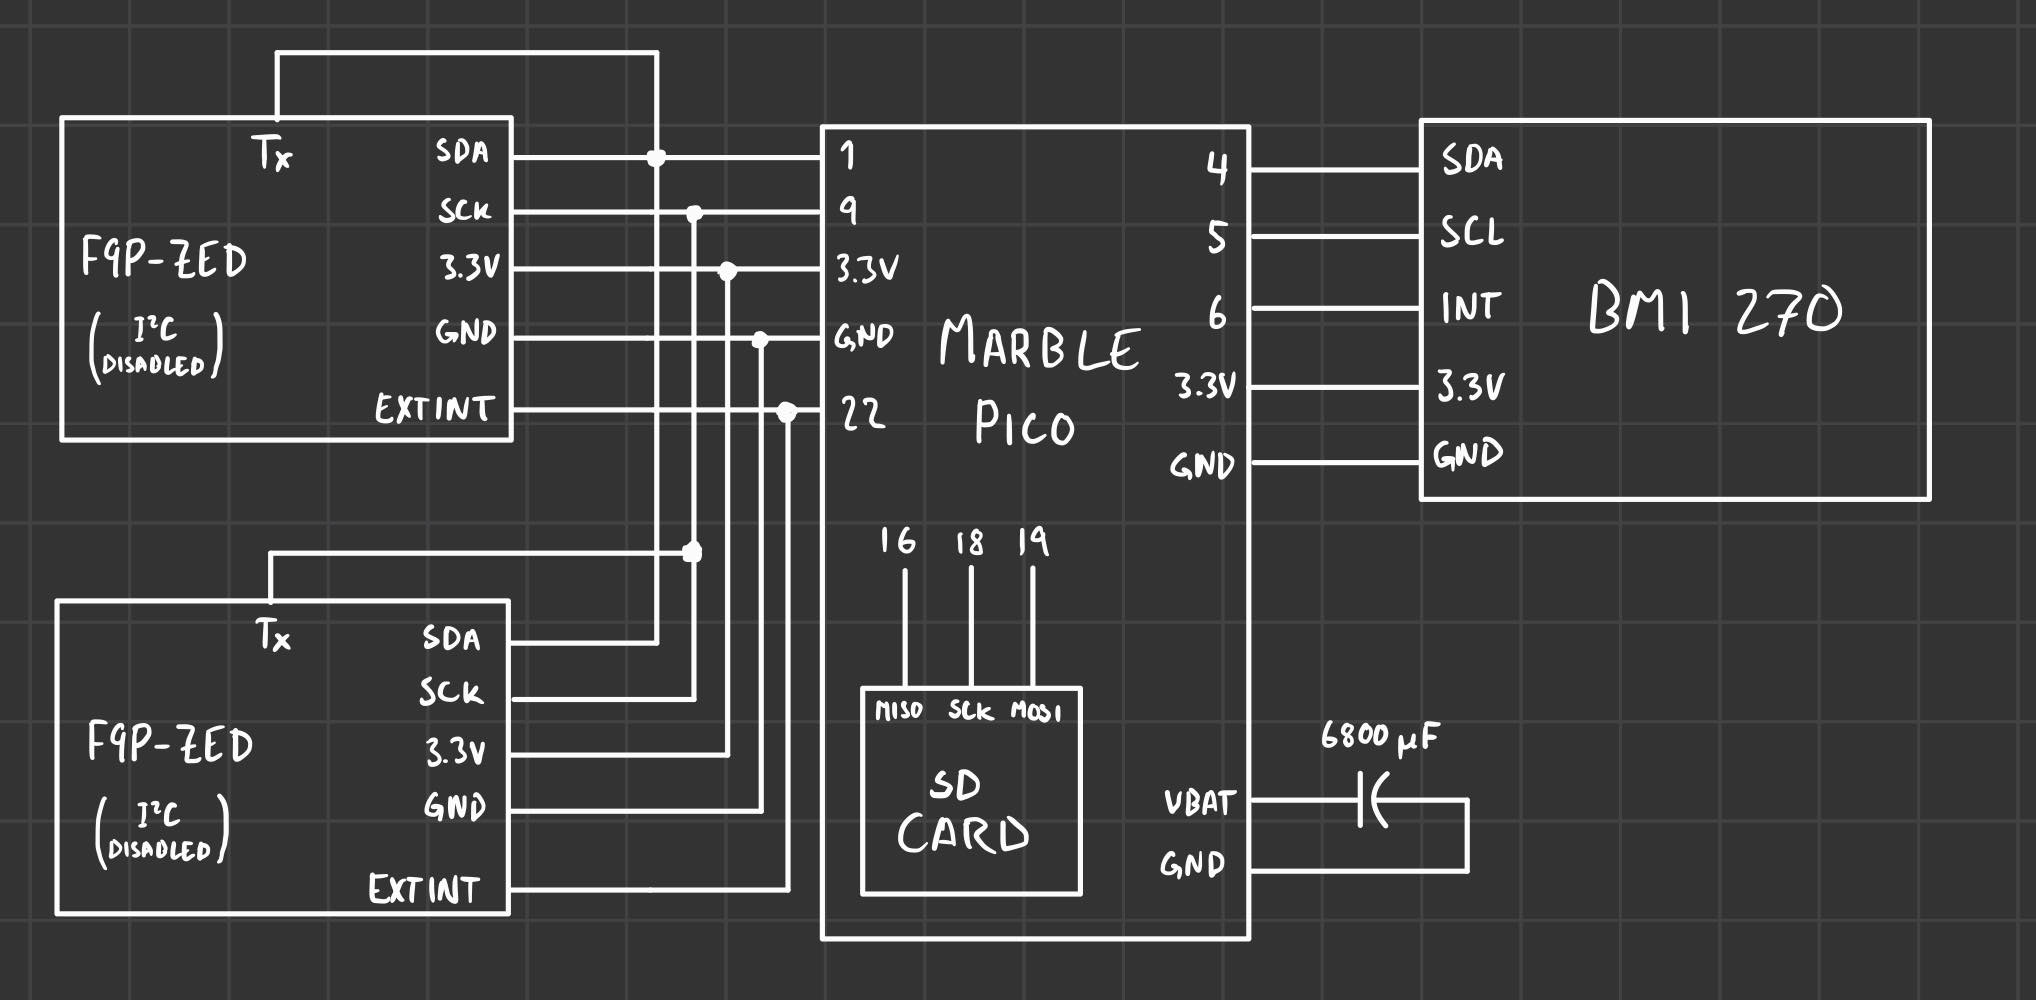 Tx
SDA
SCK
F9P-ZED
3.3V
(I²C
DISABLED)
GND
EXTINT
1
9
3.3V
GND
22
MARBLE
PICO
4
5
6
3.3V
GND
SDA
SCL
INT
3.3V
GND
BMI 270
Tx
SDA
SCK
F9P-ZED
3.3V
(I²C
DISABLED)
GND
EXTINT
16 18 19
MISO SCK MOSI
SD
CARD
VBAT
GND
6800 µF